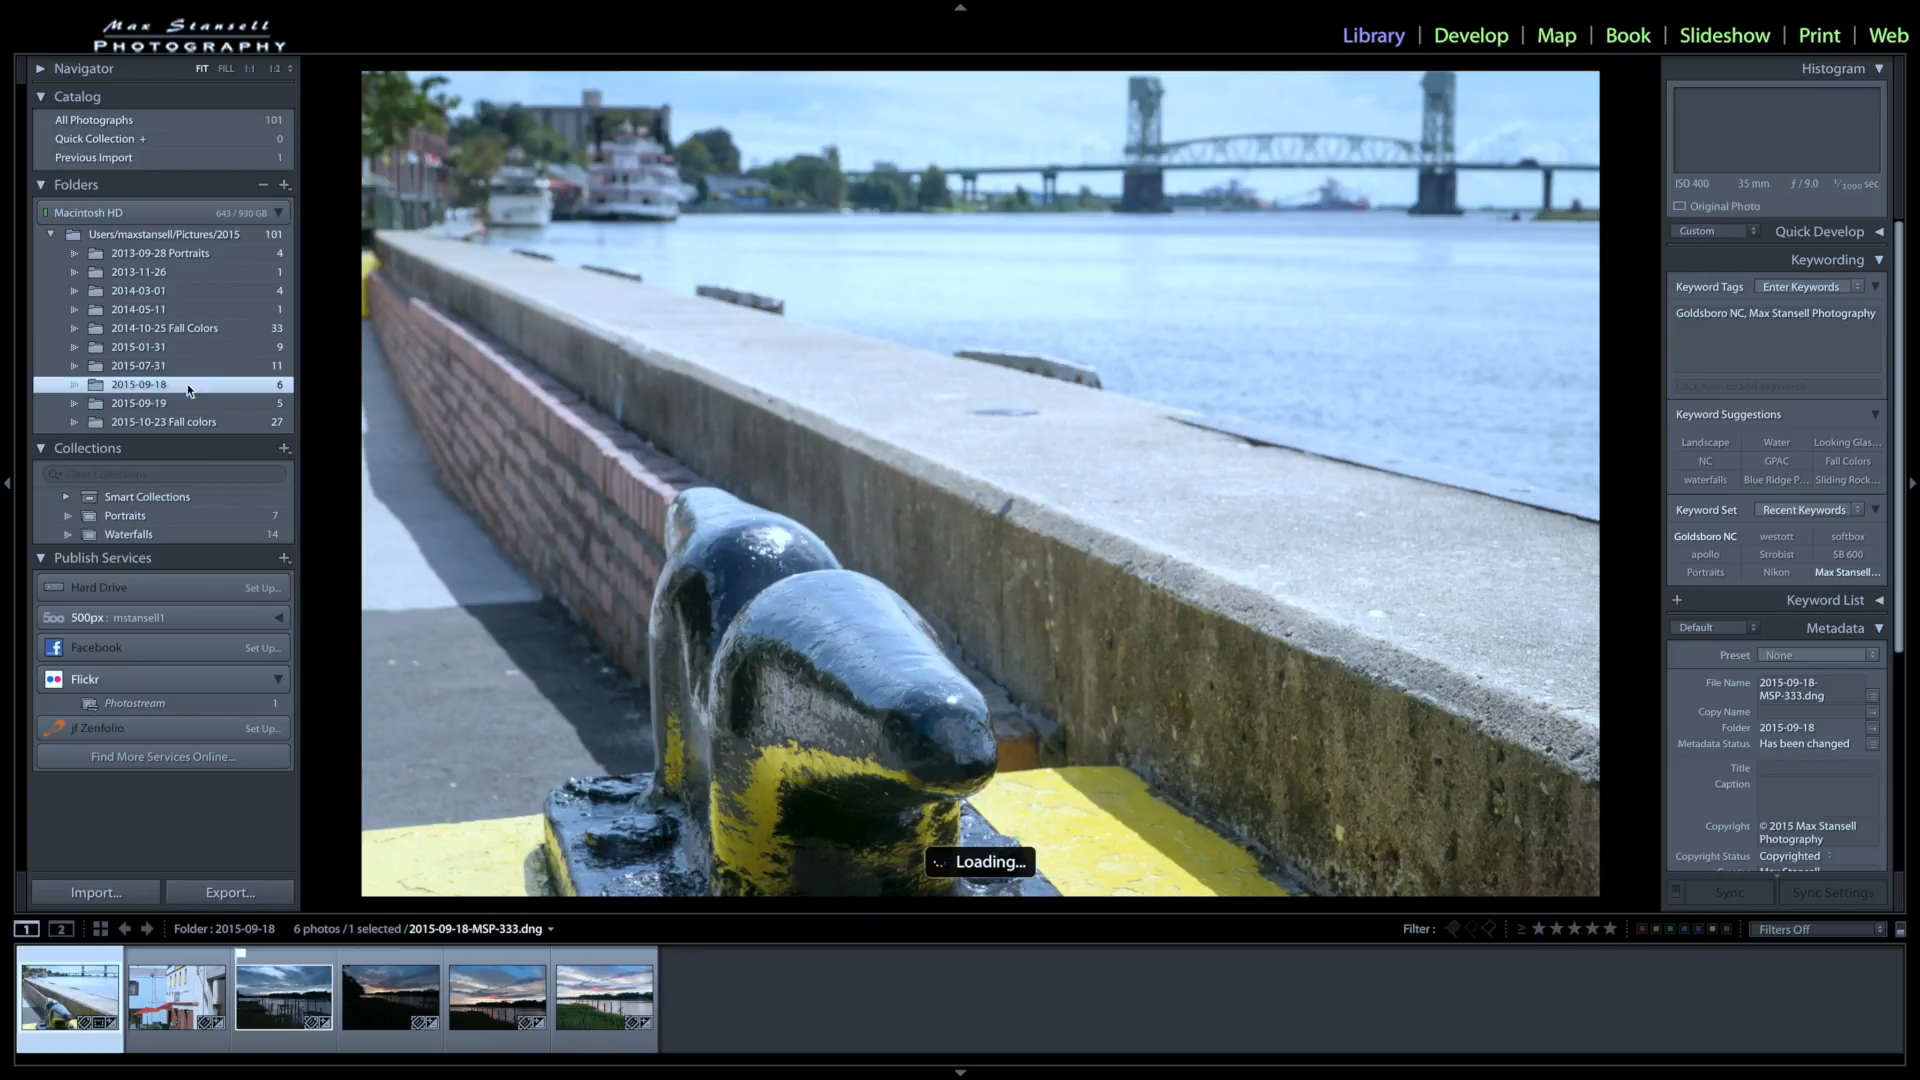 Max Stansell
PHOTOGRAPHY
Library | Develop | Map | Book | Slideshow | Print | Web
Navigator FIT FILL 1:1 1:2
Catalog
All Photographs 101
Quick Collection + 0
Previous Import 1
Folders
Macintosh HD 643 / 930 GB
Users/maxstansell/Pictures/2015 101
2013-09-28 Portraits 4
2013-11-26 1
2014-03-01 4
2014-05-11 1
2014-10-25 Fall Colors 33
2015-01-31 9
2015-07-31 11
2015-09-18 6
2015-09-19 5
2015-10-23 Fall colors 27
Collections
Filter Collections
Smart Collections
Portraits 7
Waterfalls 14
Publish Services
Hard Drive Set Up...
500px : mstansell1
Facebook Set Up...
Flickr
Photostream 1
jf Zenfolio Set Up...
Find More Services Online...
Import... Export...
Loading...
Histogram
ISO 400 35 mm ƒ / 9.0 1/1000 sec
Original Photo
Custom Quick Develop
Keywording
Keyword Tags Enter Keywords
Goldsboro NC, Max Stansell Photography
Click here to add keywords
Keyword Suggestions
Landscape Water Looking Glas...
NC GPAC Fall Colors
waterfalls Blue Ridge P... Sliding Rock...
Keyword Set Recent Keywords
Goldsboro NC westott softbox
apollo Strobist SB 600
Portraits Nikon Max Stansell...
+ Keyword List
Default Metadata
Preset None
File Name 2015-09-18-
MSP-333.dng
Copy Name
Folder 2015-09-18
Metadata Status Has been changed
Title
Caption
Copyright © 2015 Max Stansell
Photography
Copyright Status Copyrighted
Sync Sync Settings
1 2 Folder : 2015-09-18 6 photos / 1 selected / 2015-09-18-MSP-333.dng Filter : ≥ Filters Off